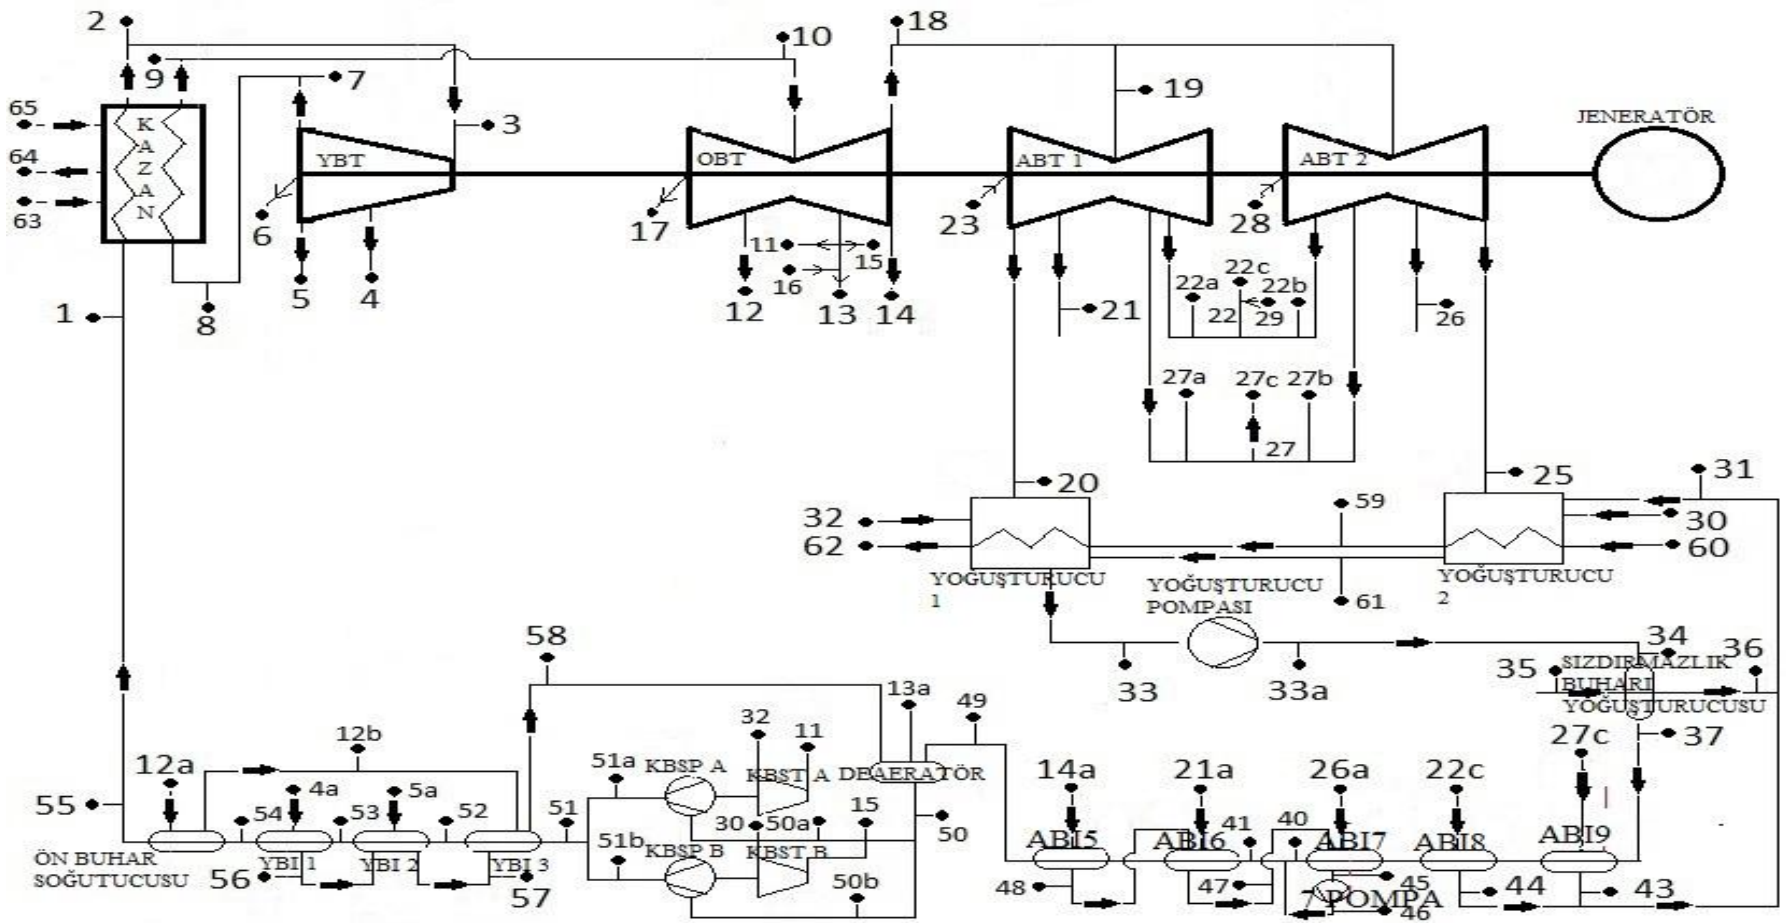 2
10
18
9
7
65
KAZAN
3
19
JENERATÖR
64
YBT
OBT
ABT 1
ABT 2
63
6
17
23
28
11
15
16
22c
22a
22b
5
4
12
13
14
21
22
29
26
1
8
27a
27c
27b
27
20
25
31
59
32
30
62
60
YOĞUŞTURUCU
1
YOĞUŞTURUCU
POMPASI
YOĞUŞTURUCU
2
61
58
34
33
33a
35
SIZDIRMAZLIK
BUHARI
YOĞUŞTURUCUSU
36
13a
49
37
12b
32
11
27c
12a
51a
KBSP A
KBST A
DEAERATÖR
14a
21a
26a
22c
55
4a
5a
54
53
52
51
30
50a
15
50
41
40
51b
KBSP B
KBST B
ABI5
ABI6
ABI7
ABI8
ABI9
ÖN BUHAR
SOĞUTUCUSU
YBI 1
YBI 2
YBI 3
56
57
50b
48
47
45
44
43
7 POMPA
46